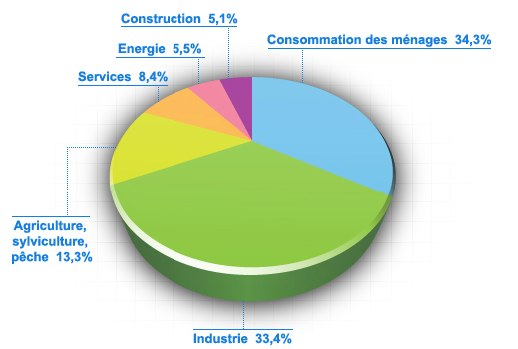 Construction 5,1%
Energie 5,5%
Consommation des ménages 34,3%
Services 8,4%
Agriculture,
sylviculture,
pêche 13,3%
Industrie 33,4%